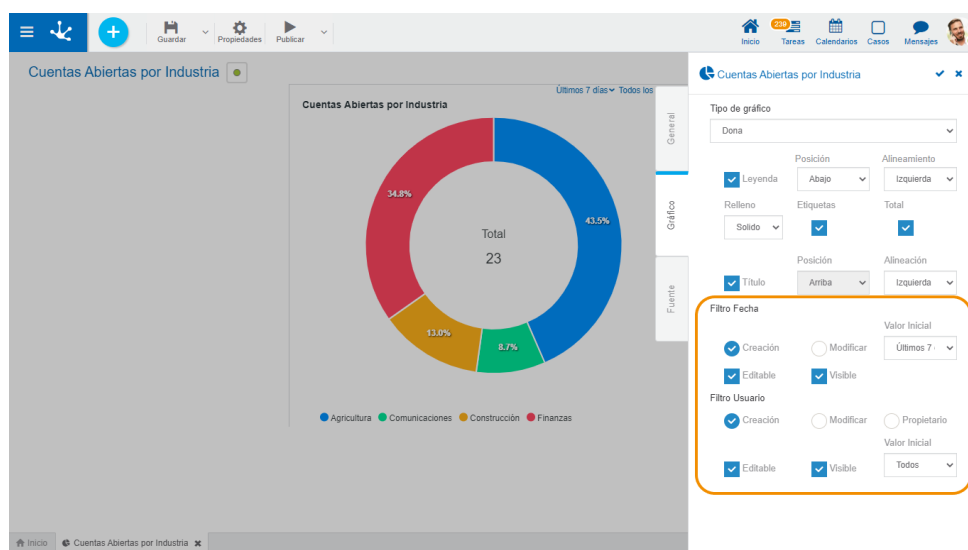 Guardar
Propiedades
Publicar
Inicio
239
Tareas
Calendarios
Casos
Mensajes
Cuentas Abiertas por Industria
Últimos 7 días Todos los
Cuentas Abiertas por Industria
34.8%
43.5%
Total
23
13.0%
8.7%
Agricultura Comunicaciones Construcción Finanzas
General
Gráfico
Fuente
Cuentas Abiertas por Industria
Tipo de gráfico
Dona
Posición Alineamiento
Leyenda Abajo Izquierda
Relleno Etiquetas Total
Solido
Posición Alineación
Título Arriba Izquierda
Filtro Fecha
Valor Inicial
Creación Modificar Últimos 7
Editable Visible
Filtro Usuario
Creación Modificar Propietario
Valor Inicial
Editable Visible Todos
Inicio Cuentas Abiertas por Industria